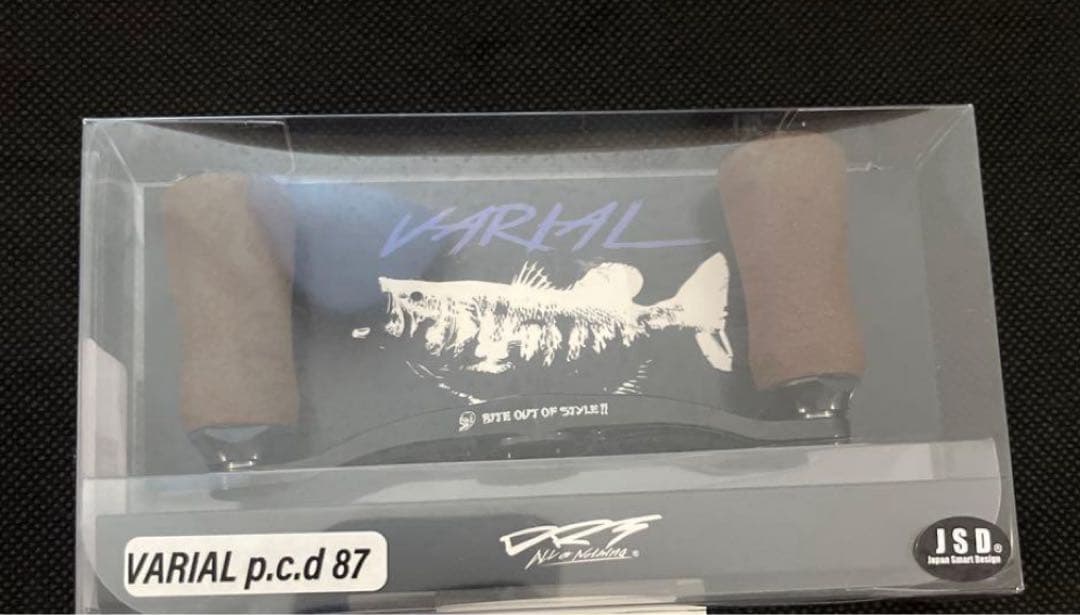 VARIAL
BITE OUT OF STYLE!!
DRT
JSD®
Japan Smart Design
VARIAL p.c.d 87